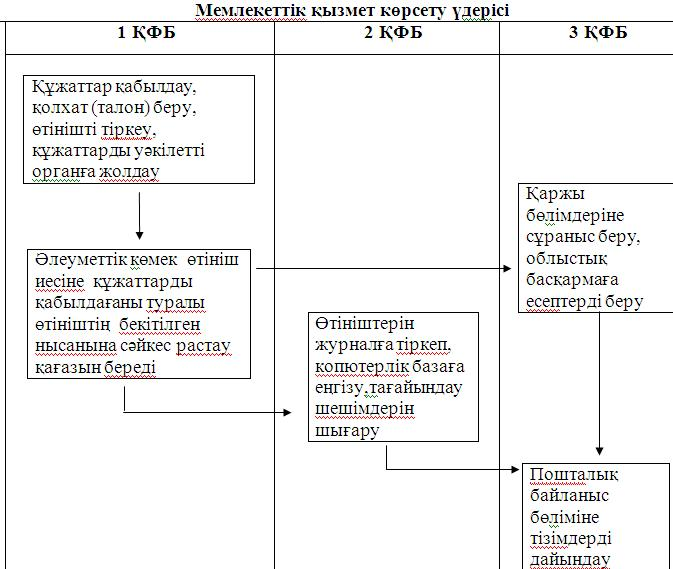 Мемлекеттік қызмет көрсету үдерісі
1 ҚФБ
2 ҚФБ
3 ҚФБ
Құжаттар қабылдау,
қолхат (талон) беру,
өтінішті тіркеу,
құжаттарды уәкілетті
органға жолдау
Әлеуметтік көмек өтініш
иесіне құжаттарды
қабылдағаны туралы
өтініштің бекітілген
нысанына сәйкес растау
қағазын береді
Өтініштерін
журналға тіркеп,
копютерлік базаға
еңгізу,тағайындау
шешімдерін
шығару
Қаржы
бөлімдеріне
сұраныс беру,
облыстық
басқармаға
есептерді беру
Пошталық
байланыс
бөліміне
тізімдерді
дайындау